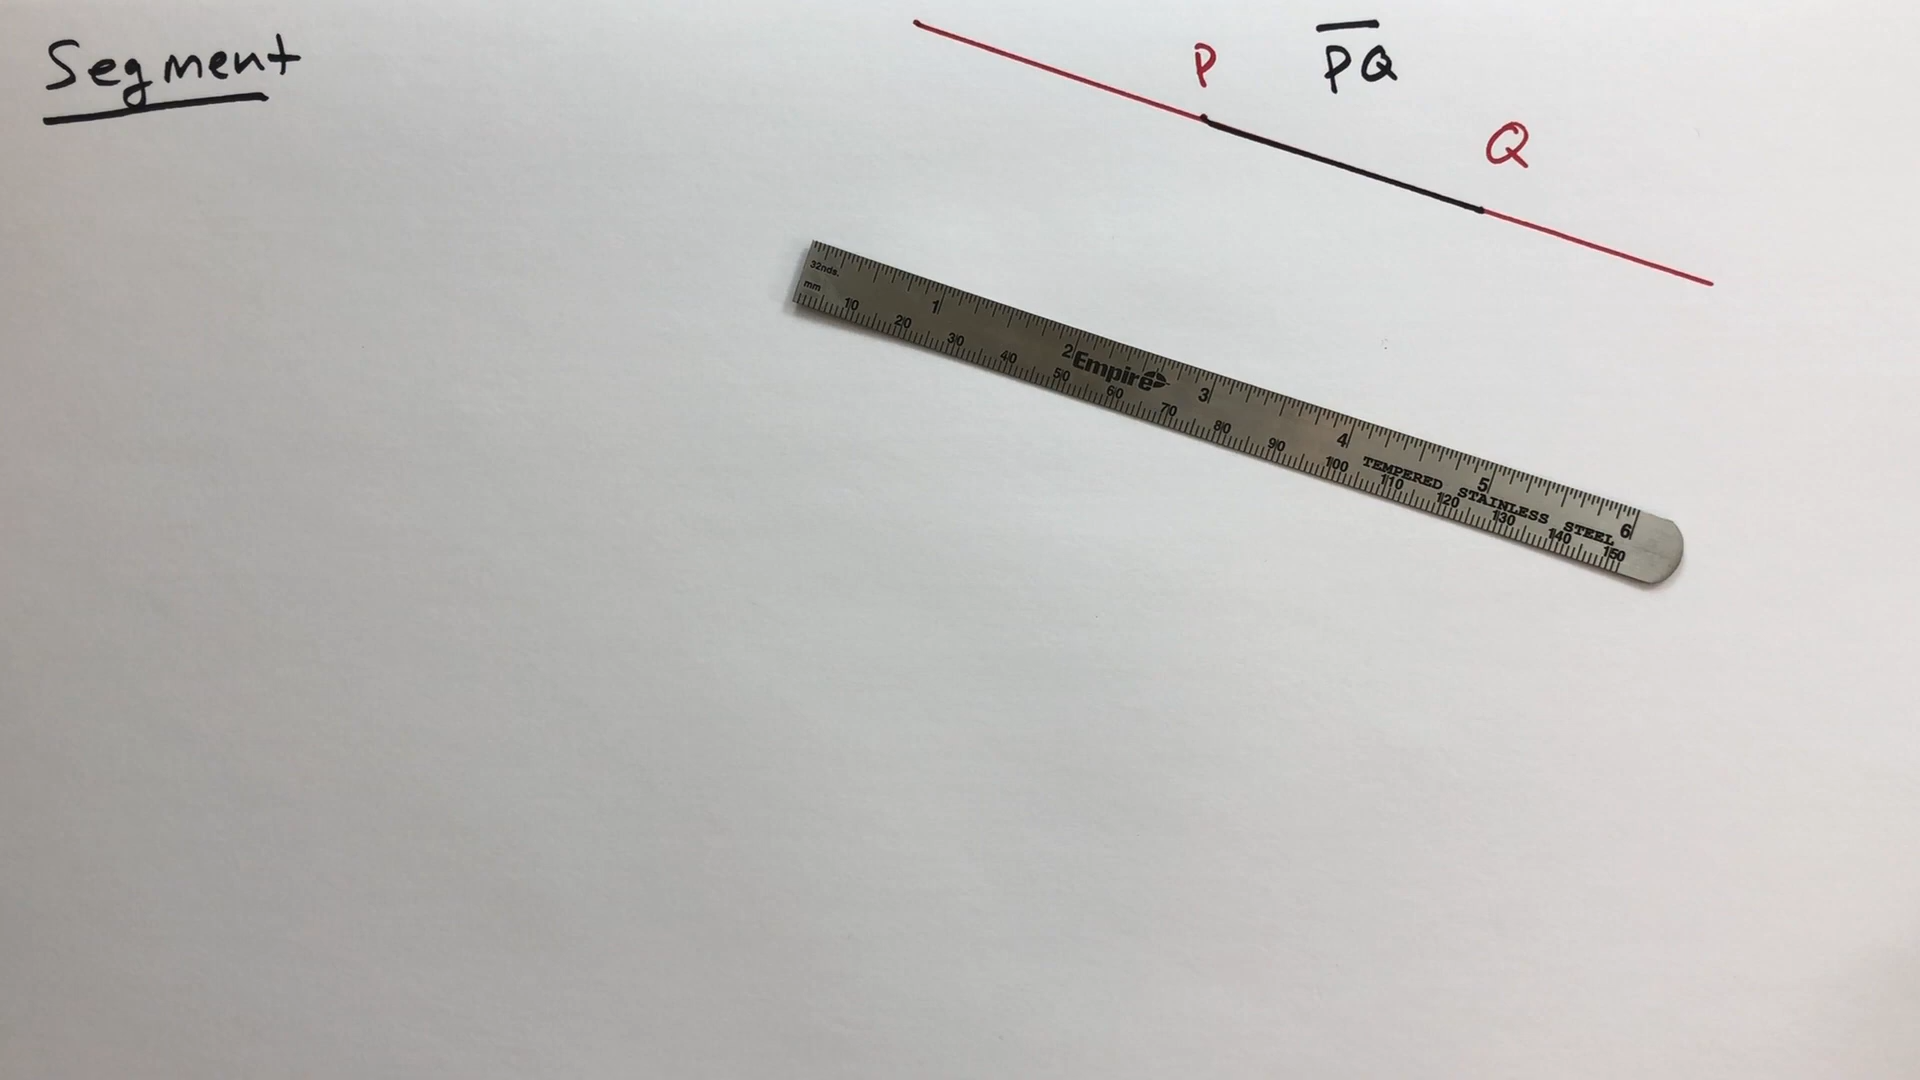 Segment
P
PQ
Q
32nds.
1 2 3 4 5 6
Empire
TEMPERED STAINLESS STEEL
mm
10 20 30 40 50 60 70 80 90 100 110 120 130 140 150